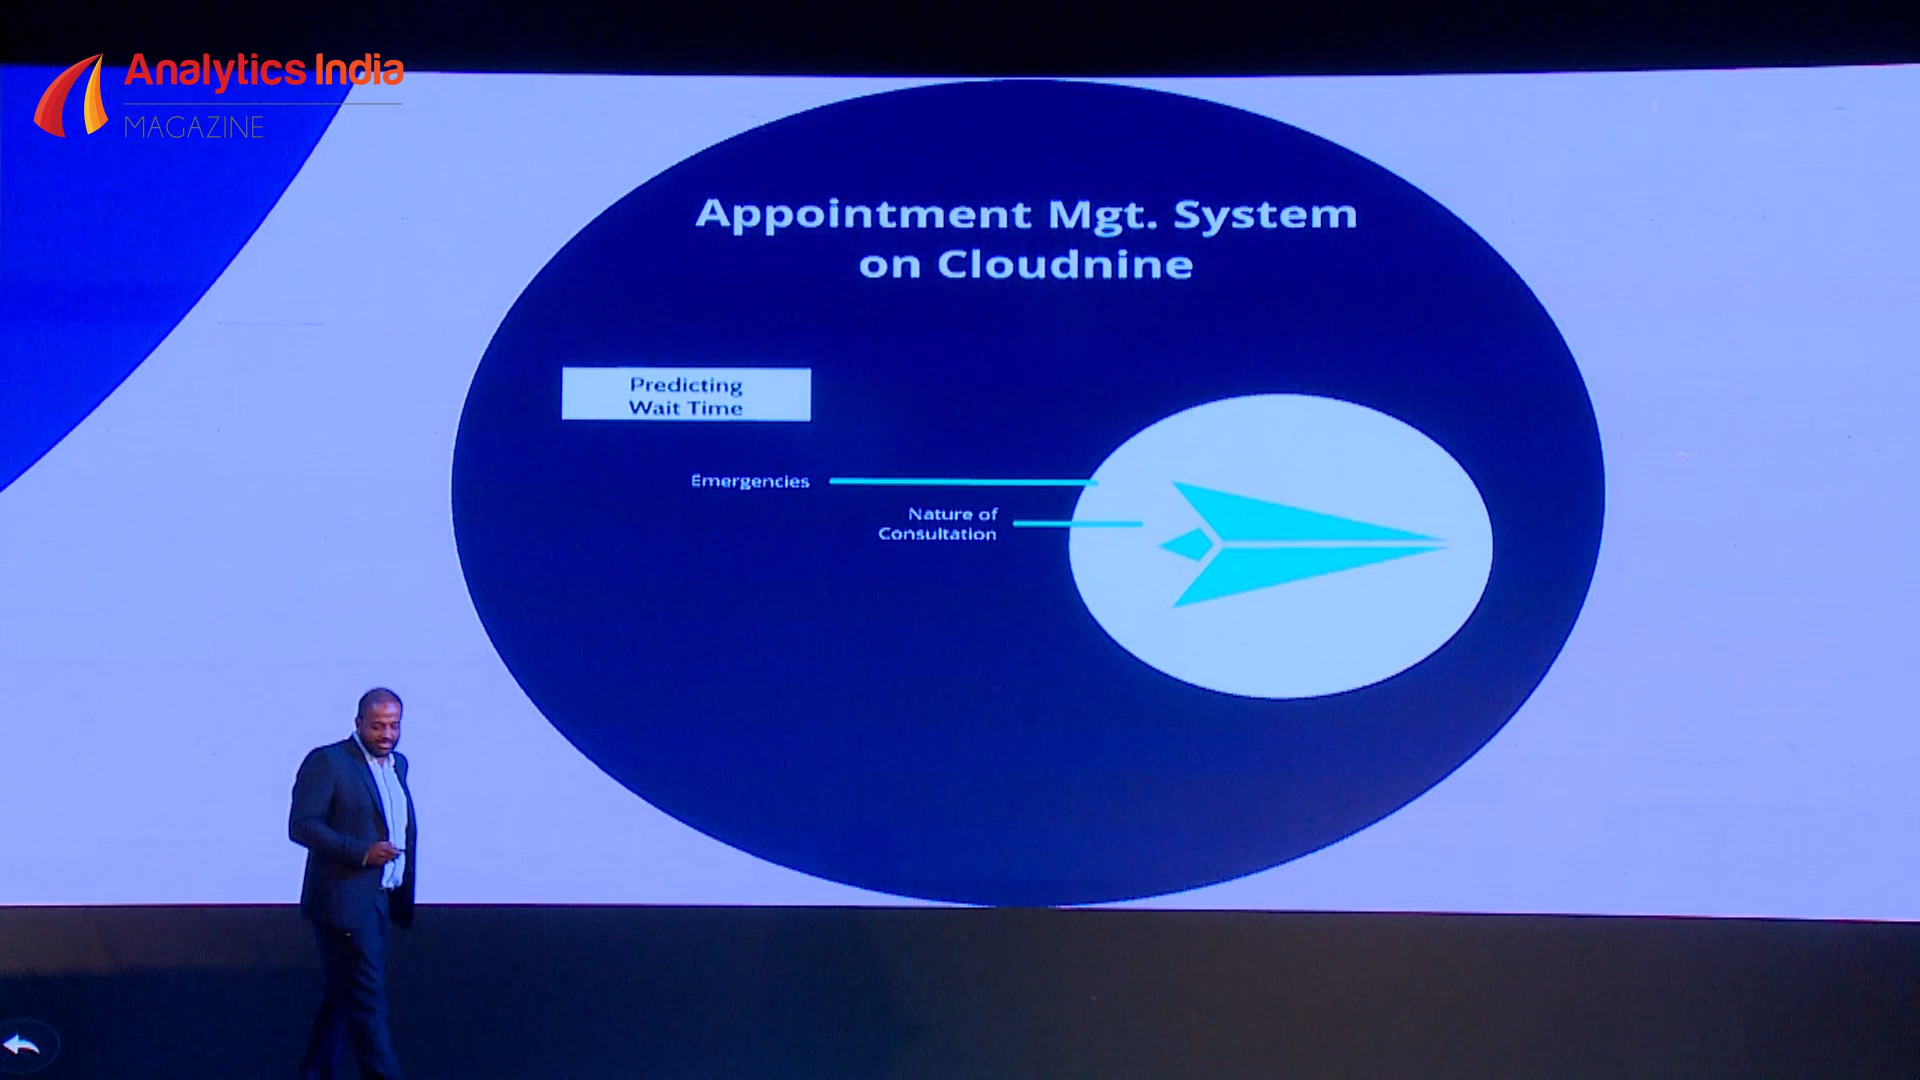 Analytics India
MAGAZINE
Appointment Mgt. System
on Cloudnine
Predicting
Wait Time
Emergencies
Nature of
Consultation